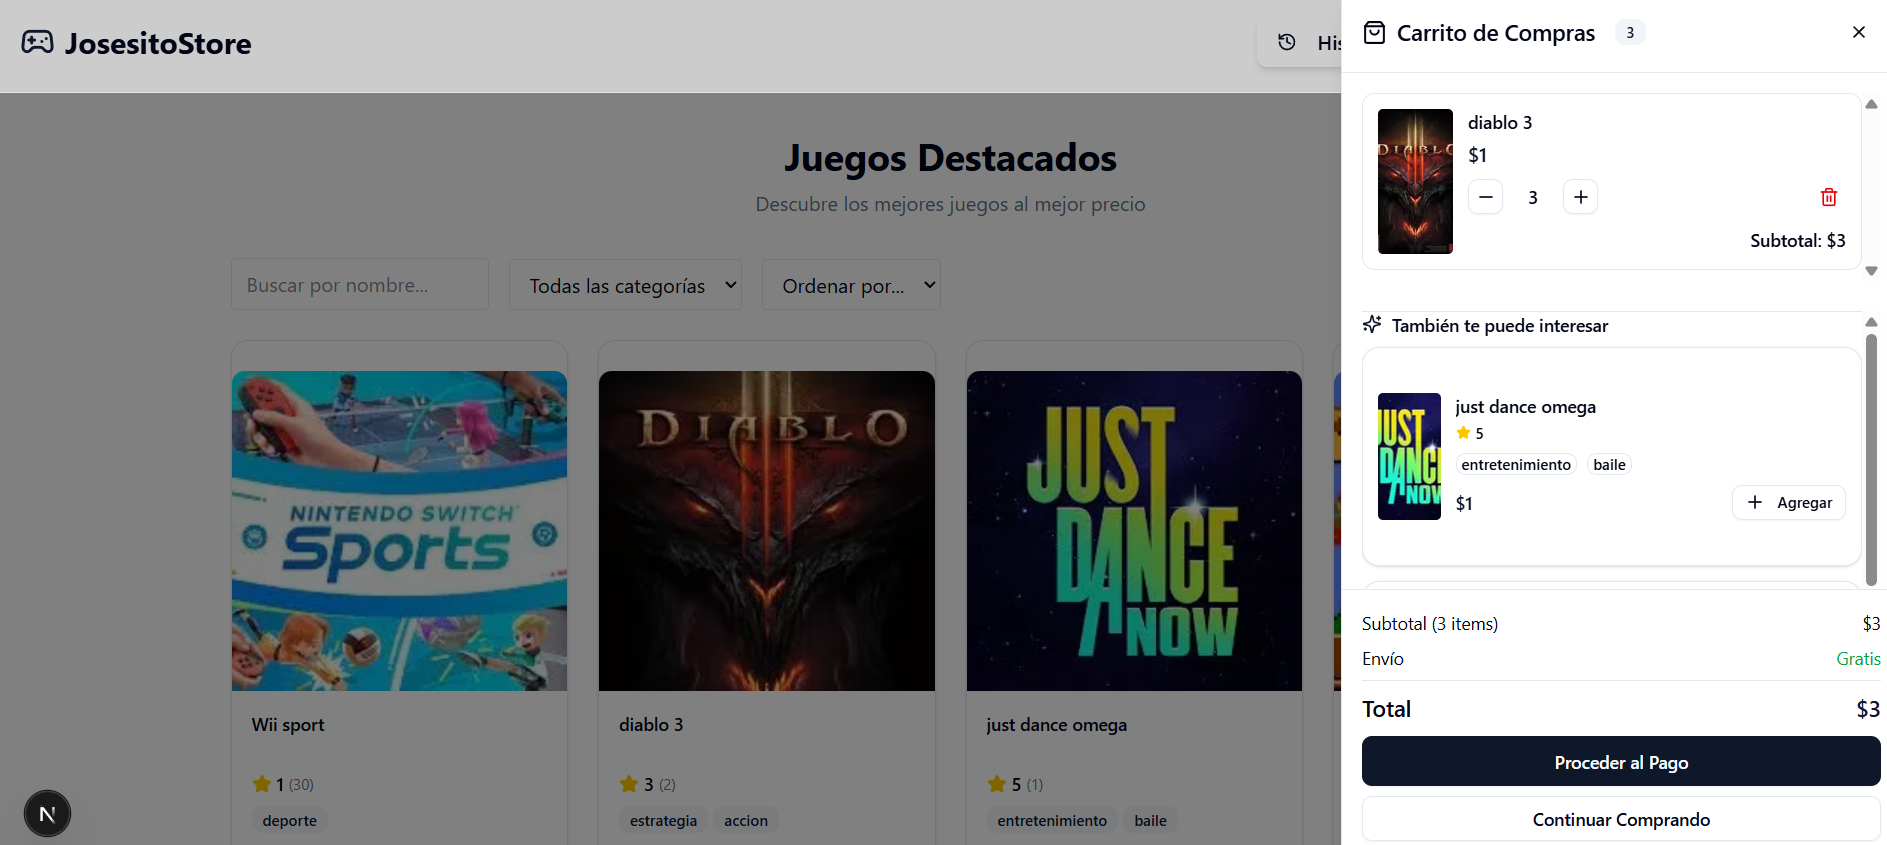 JosesitoStore
His
Juegos Destacados
Descubre los mejores juegos al mejor precio
Buscar por nombre...
Todas las categorías
Ordenar por...
NINTENDO SWITCH
Sports
DIABLO
JUST
DANCE
NOW
Wii sport
1 (30)
deporte
diablo 3
3 (2)
estrategia accion
just dance omega
5 (1)
entretenimiento baile
N
Carrito de Compras 3
DIABLO
diablo 3
$1
3
Subtotal: $3
También te puede interesar
JUST
DANC
NOW
just dance omega
5
entretenimiento baile
$1
Agregar
Subtotal (3 items) $3
Envío Gratis
Total $3
Proceder al Pago
Continuar Comprando